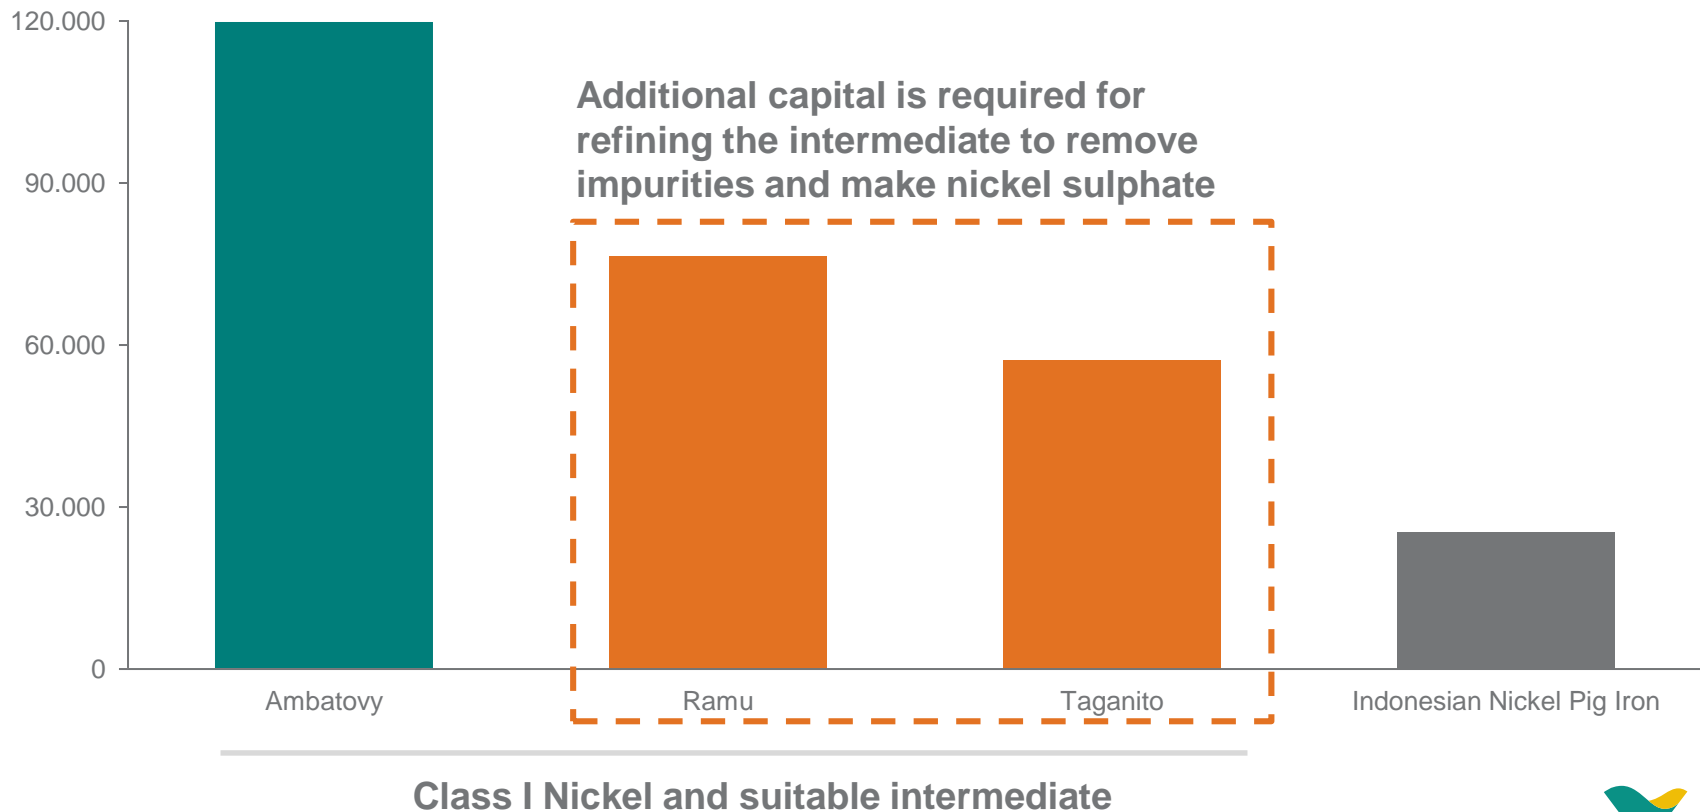 120.000
Additional capital is required for
refining the intermediate to remove
impurities and make nickel sulphate
90.000
60.000
30.000
0
Ambatovy
Ramu
Taganito
Indonesian Nickel Pig Iron
Class I Nickel and suitable intermediate